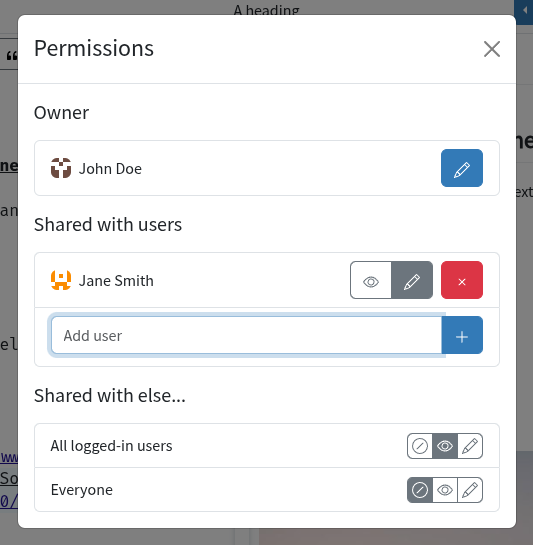 A heading
Permissions
Owner
John Doe
Shared with users
Jane Smith
Add user
Shared with else...
All logged-in users
Everyone